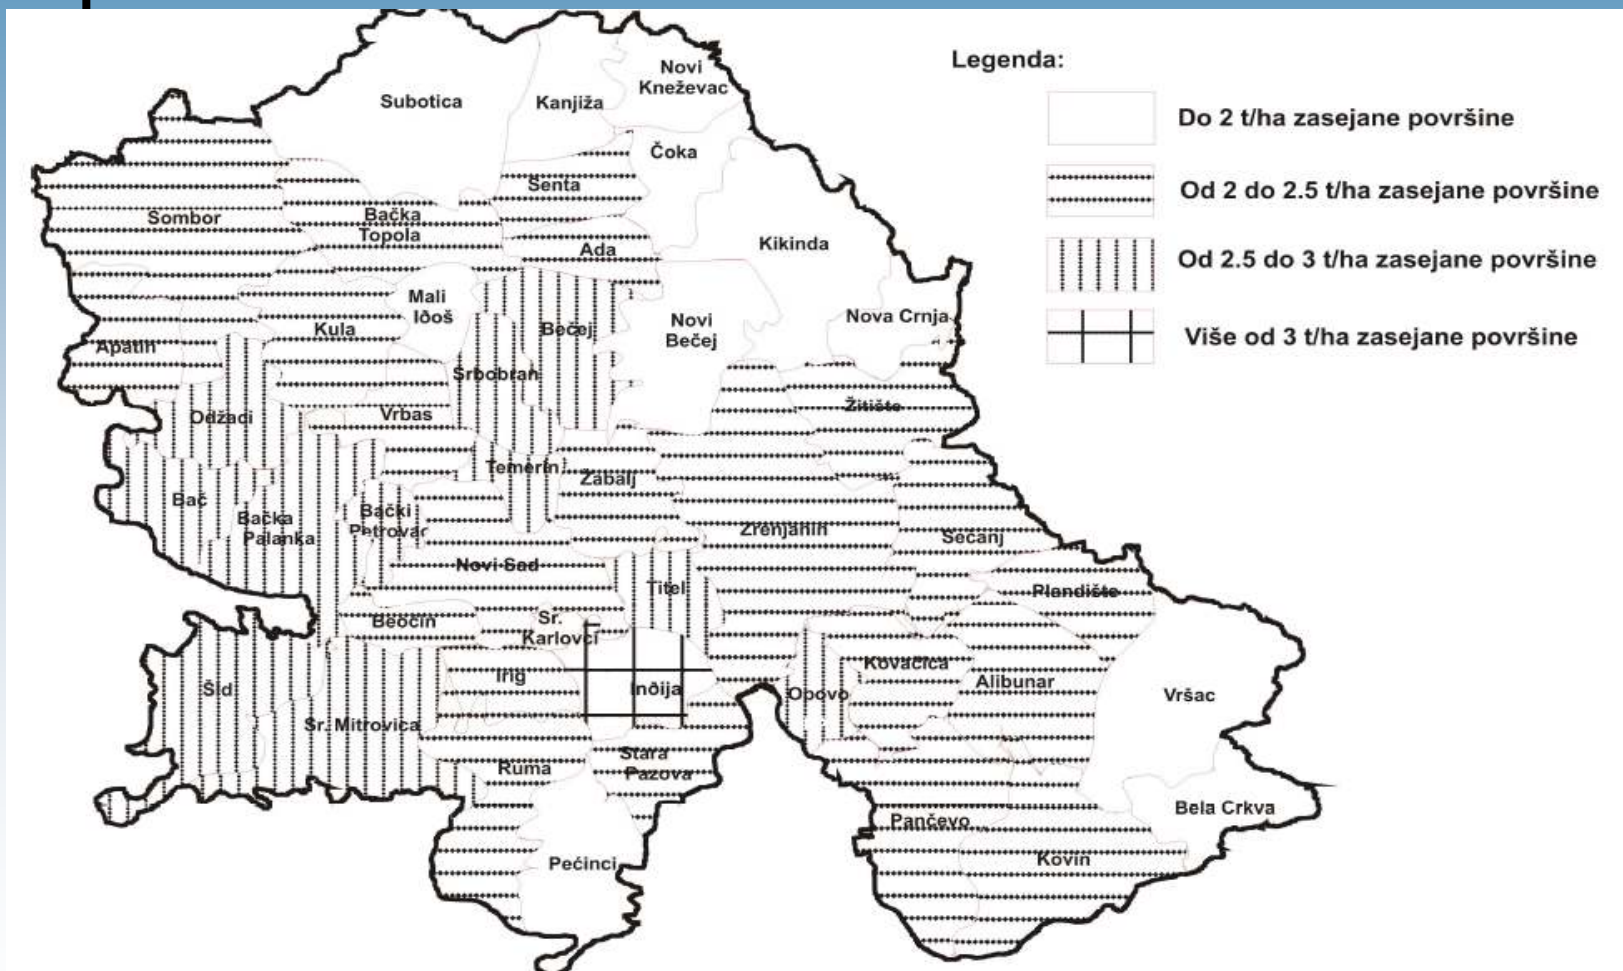 Legenda:
Do 2 t/ha zasejane površine
Od 2 do 2.5 t/ha zasejane površine
Od 2.5 do 3 t/ha zasejane površine
Više od 3 t/ha zasejane površine
Subotica
Kanjiža
Novi
Kneževac
Čoka
Senta
Sombor
Bačka
Topola
Ada
Kikinda
Mali
Iđoš
Nova Crnja
Kula
Bečej
Novi
Bečej
Apatin
Srbobran
Odžaci
Vrbas
Žitište
Temerin
Žabalj
Bač
Bačka
Palanka
Bački
Petrovac
Zrenjanin
Sečanj
Novi Sad
Titel
Plandište
Beočin
Sr.
Karlovci
Kovačica
Alibunar
Irig
Inđija
Opovo
Vršac
Šid
Sr. Mitrovica
Stara
Pazova
Ruma
Bela Crkva
Pančevo
Kovin
Pećinci